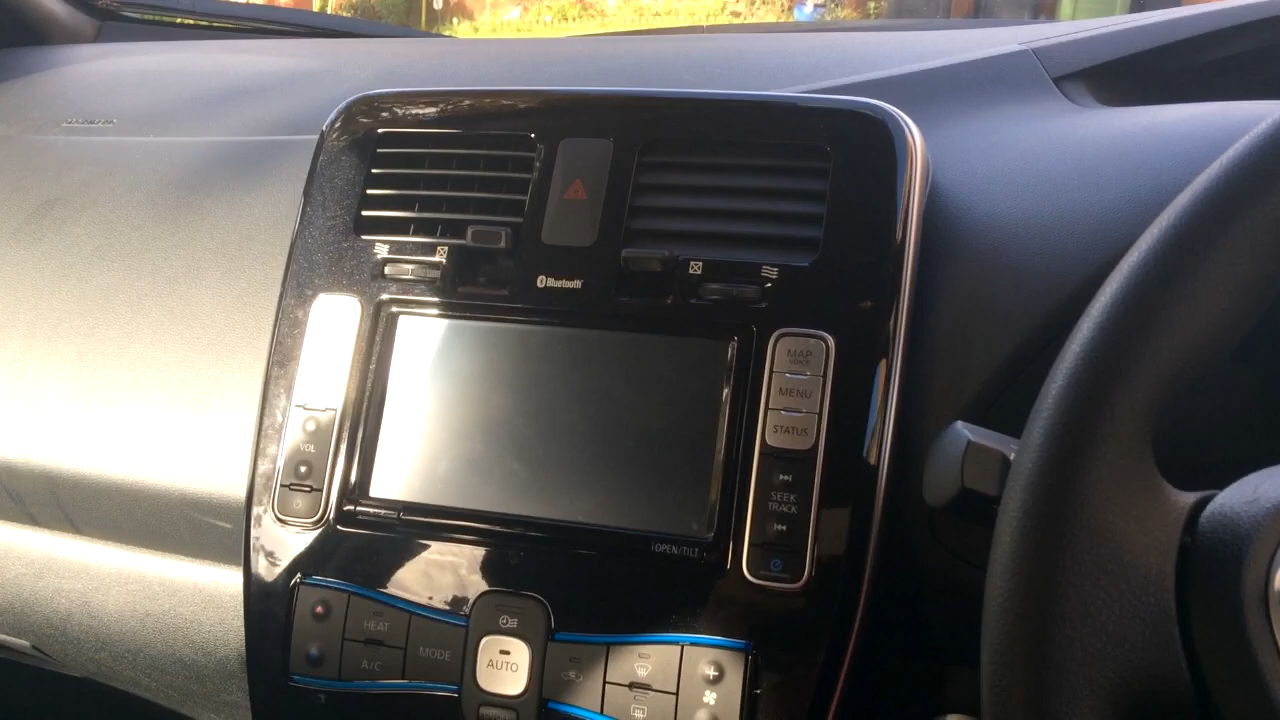 Bluetooth
MAP
VOICE
MENU
STATUS
VOL
SEEK
TRACK
OPEN/TILT
HEAT
A/C
MODE
AUTO